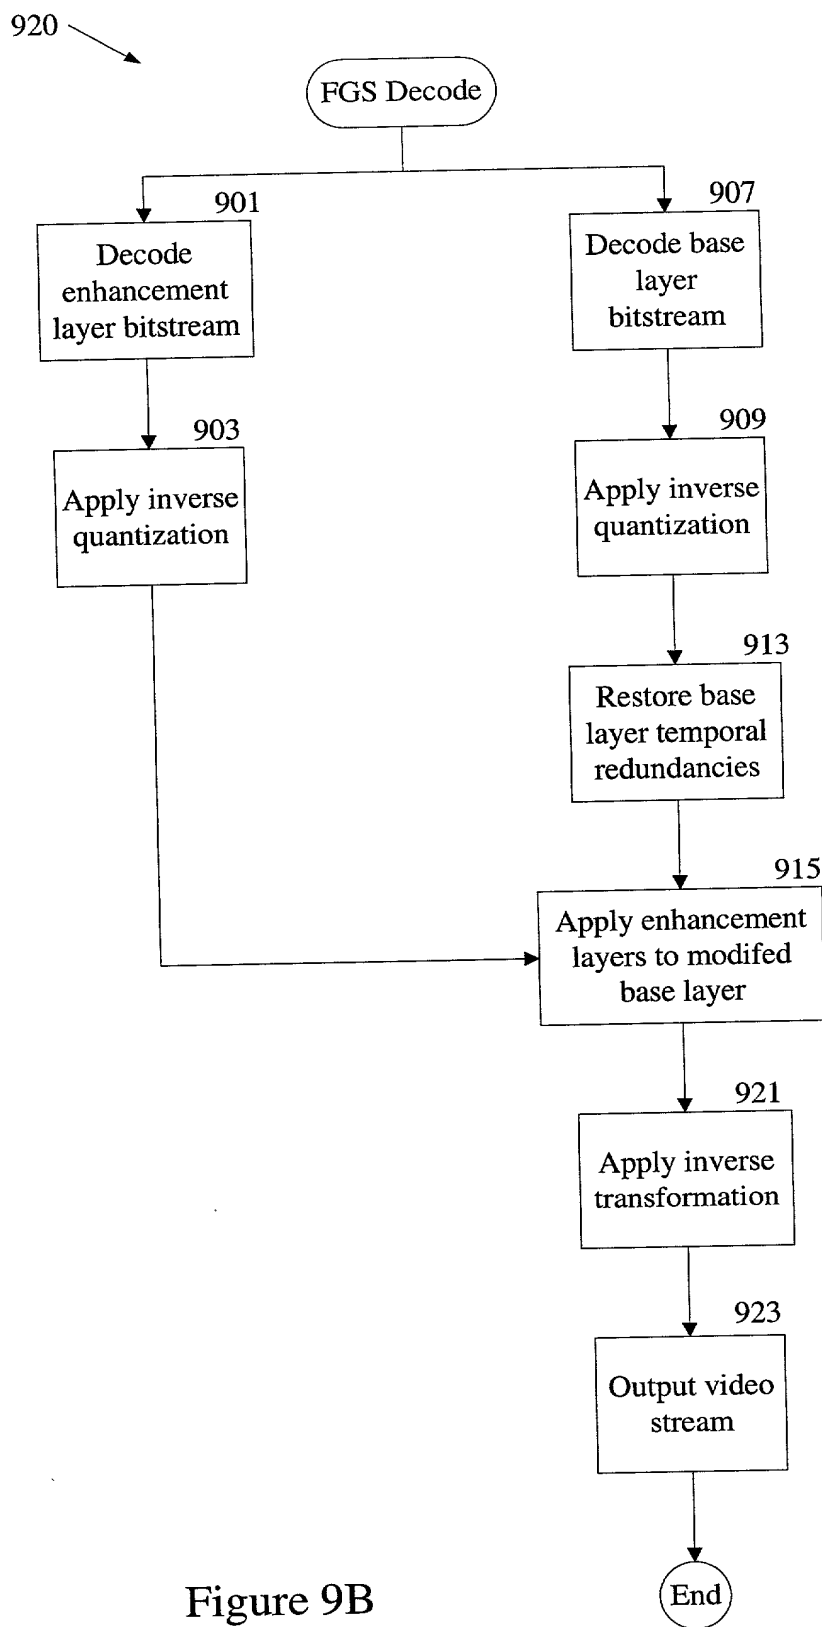 920
FGS Decode
901
Decode
enhancement
layer bitstream
907
Decode base
layer
bitstream
903
Apply inverse
quantization
909
Apply inverse
quantization
913
Restore base
layer temporal
redundancies
915
Apply enhancement
layers to modifed
base layer
921
Apply inverse
transformation
923
Output video
stream
End
Figure 9B